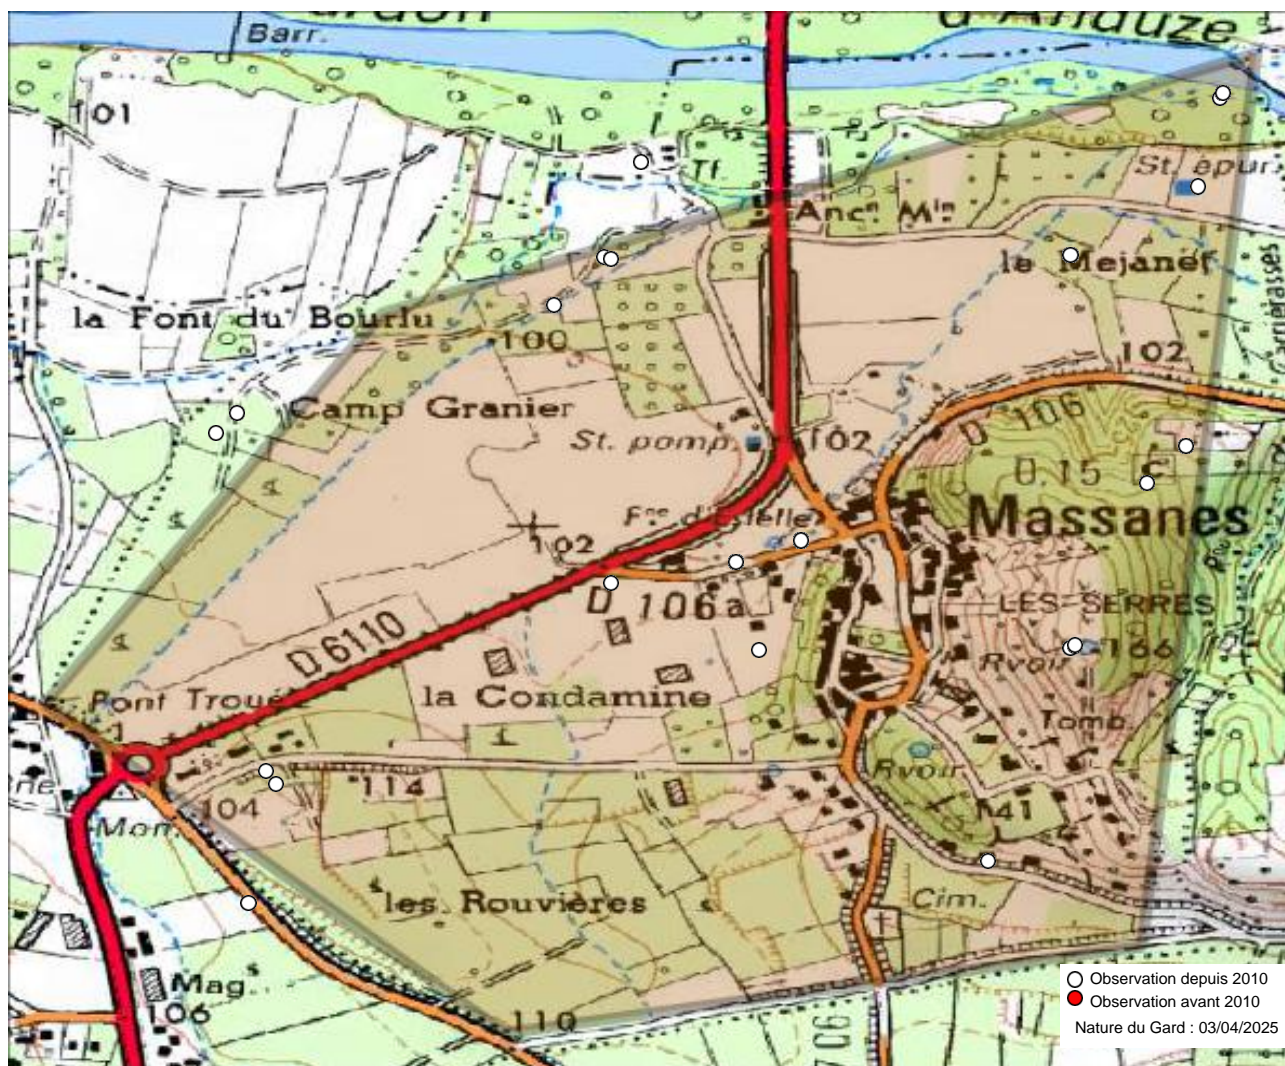 d'Anduze
Barr.
101
Tf.
St. épur.
Ancn. Mln.
le Mejanel
la Font du Bourlu
100
102
Camp Granier
D 106
St. pomp.
102
U.15
Fne d'Estelle
Massanes
102
D 106a
LES SERRES
D 6110
Rvoir
166
Pont Troué
la Condamine
Tomb.
Rvoir
114
104
141
Mon.
les Rouvières
Cim.
Mag.s
106
110
Observation depuis 2010
Observation avant 2010
Nature du Gard : 03/04/2025